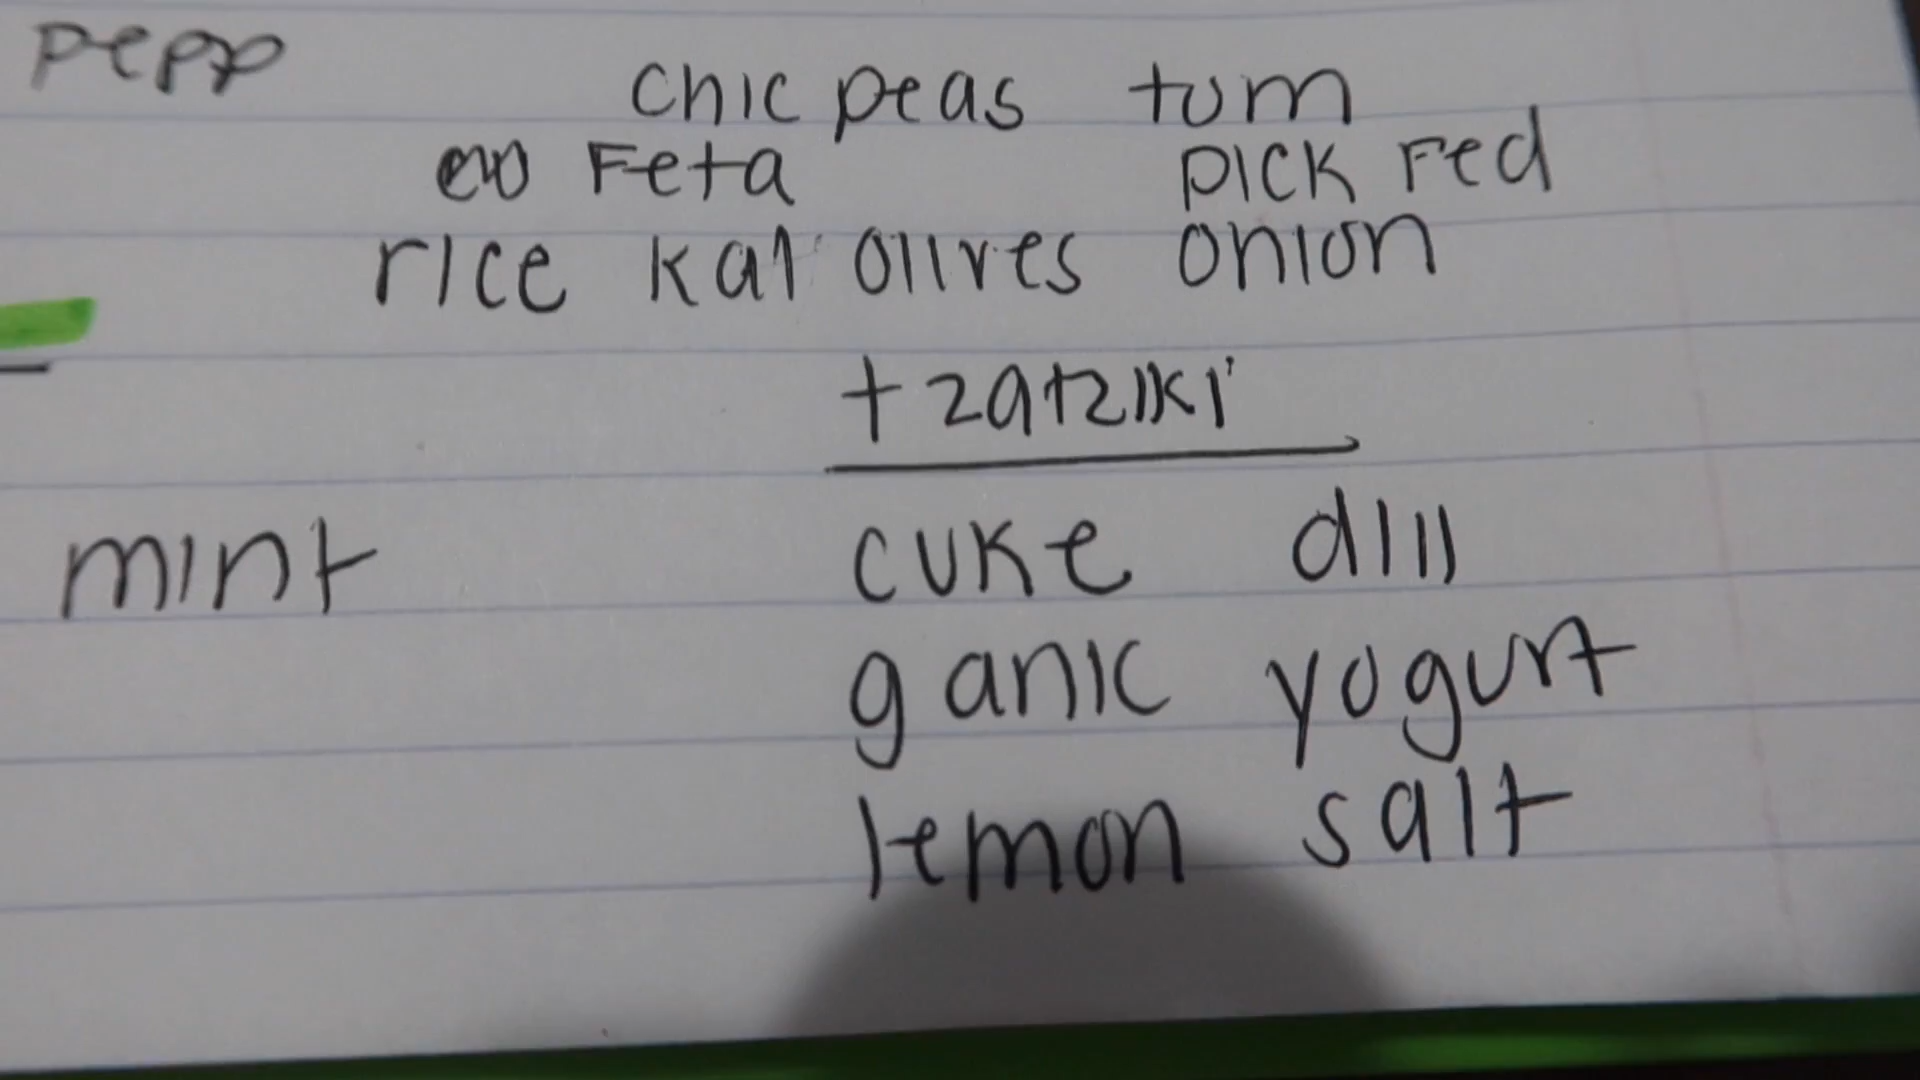 pepp
chic peas tom
Feta pick red
rice kal olives onion
tzatziki
mint cuke dill
ganic yogurt
lemon salt